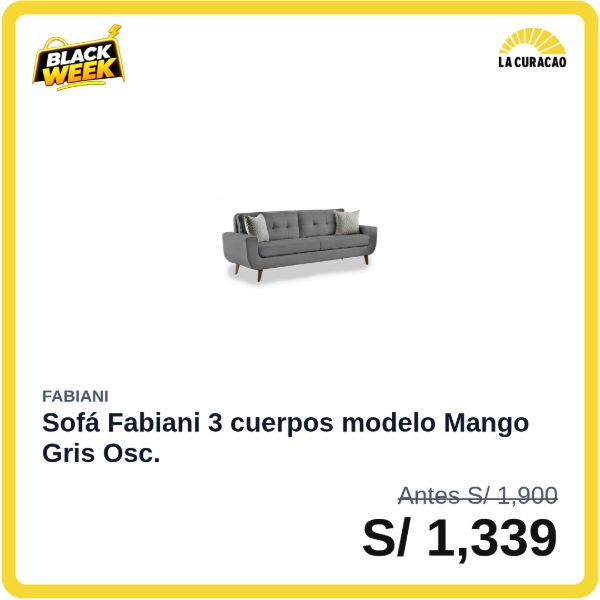 BLACK
WEEK
LA CURACAO
FABIANI
Sofá Fabiani 3 cuerpos modelo Mango
Gris Osc.
Antes S/ 1,900
S/ 1,339